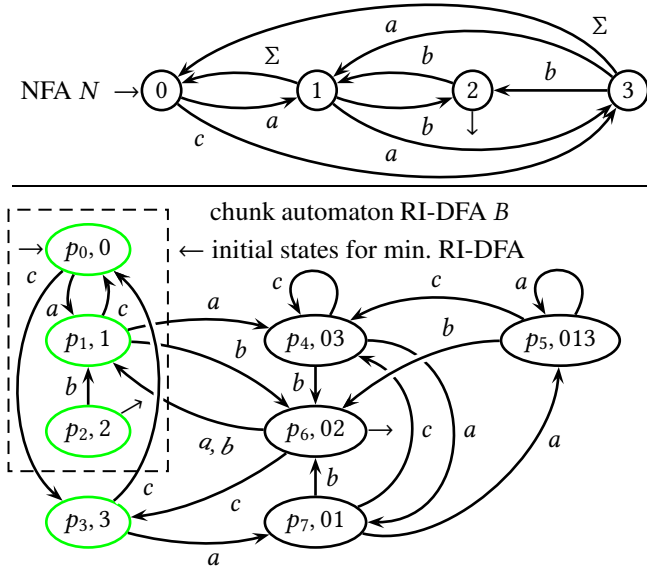 Σ
a
Σ
b
b
NFA N → 0 1 2 3
a
b
c
a
chunk automaton RI-DFA B
← initial states for min. RI-DFA
p₀, 0
c
a
c
c
a
c
a
b
p₁, 1
p₄, 03
p₅, 013
b
b
b
p₂, 2
p₆, 02
a, b
c
a
a
c
c
b
p₃, 3
p₇, 01
a